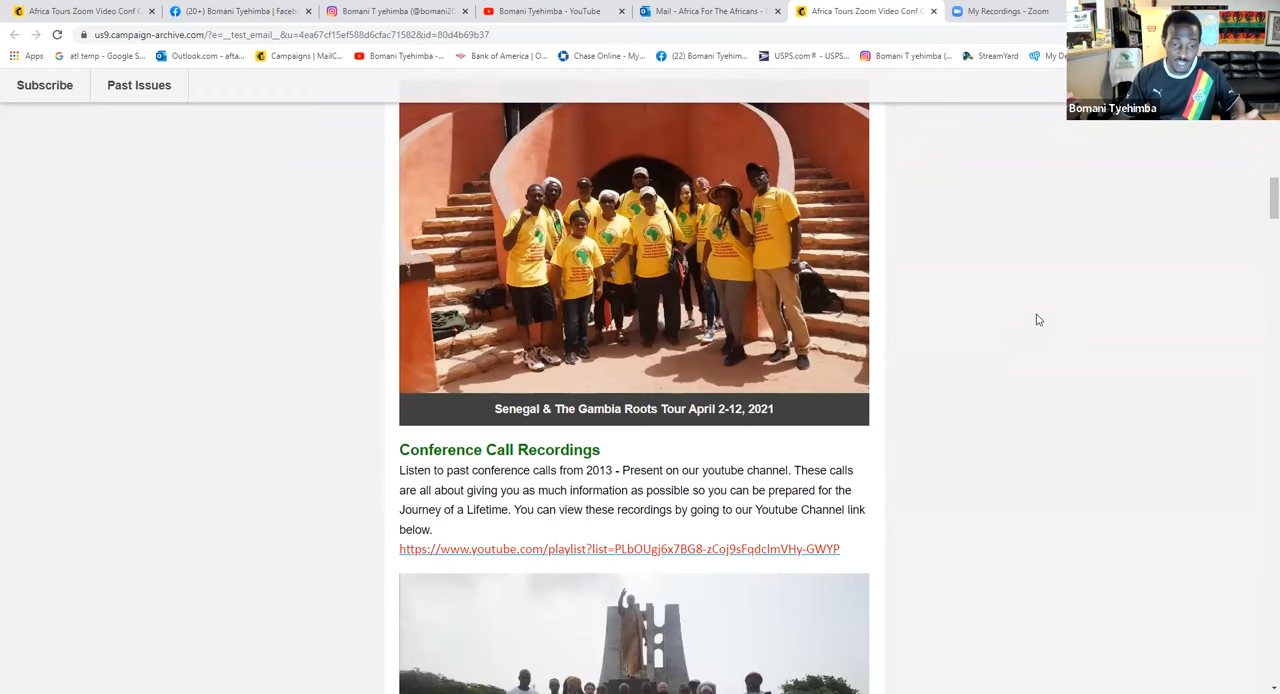 Africa Tours Zoom Video Conf C
(20+) Bomani Tyehimba | Faceb
Bomani T yehimba (@bomani2
Bomani Tyehimba - YouTube
Mail - Africa For The Africans -
Africa Tours Zoom Video Conf C
My Recordings - Zoom
us9.campaign-archive.com/?e=__test_email__&u=4ea67cf15ef588d6c9a715828&id=80d4b69b37
Apps
atl temp - Google S...
Outlook.com - afta...
Campaigns | MailC...
Bomani Tyehimba -...
Bank of America | O...
Chase Online - My...
(22) Bomani Tyehim...
USPS.com® - USPS...
Bomani T yehimba (...
StreamYard
My De
Bomani Tyehimba
Subscribe
Past Issues
Senegal & The Gambia Roots Tour April 2-12, 2021
Conference Call Recordings
Listen to past conference calls from 2013 - Present on our youtube channel. These calls
are all about giving you as much information as possible so you can be prepared for the
Journey of a Lifetime. You can view these recordings by going to our Youtube Channel link
below.
https://www.youtube.com/playlist?list=PLbOUgj6x7BG8-zCoj9sFqdclmVHy-GWYP